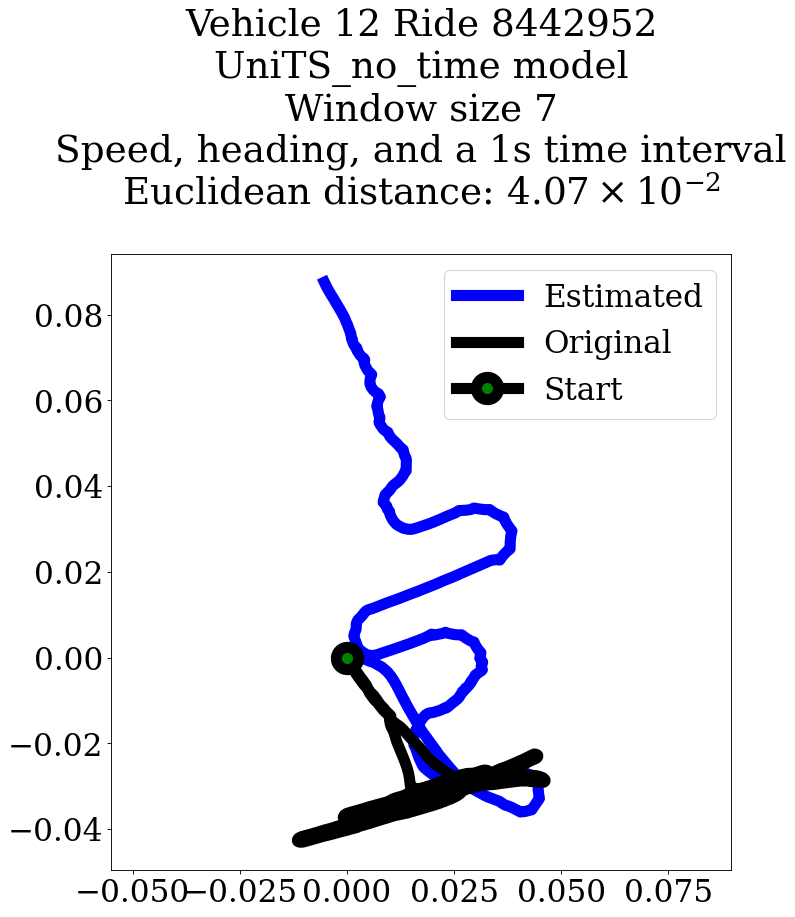 Vehicle 12 Ride 8442952
UniTS_no_time model
Window size 7
Speed, heading, and a 1s time interval
Euclidean distance: 4.07 × 10⁻²
Estimated
Original
Start
0.08
0.06
0.04
0.02
0.00
−0.02
−0.04
−0.050 −0.025 0.000 0.025 0.050 0.075